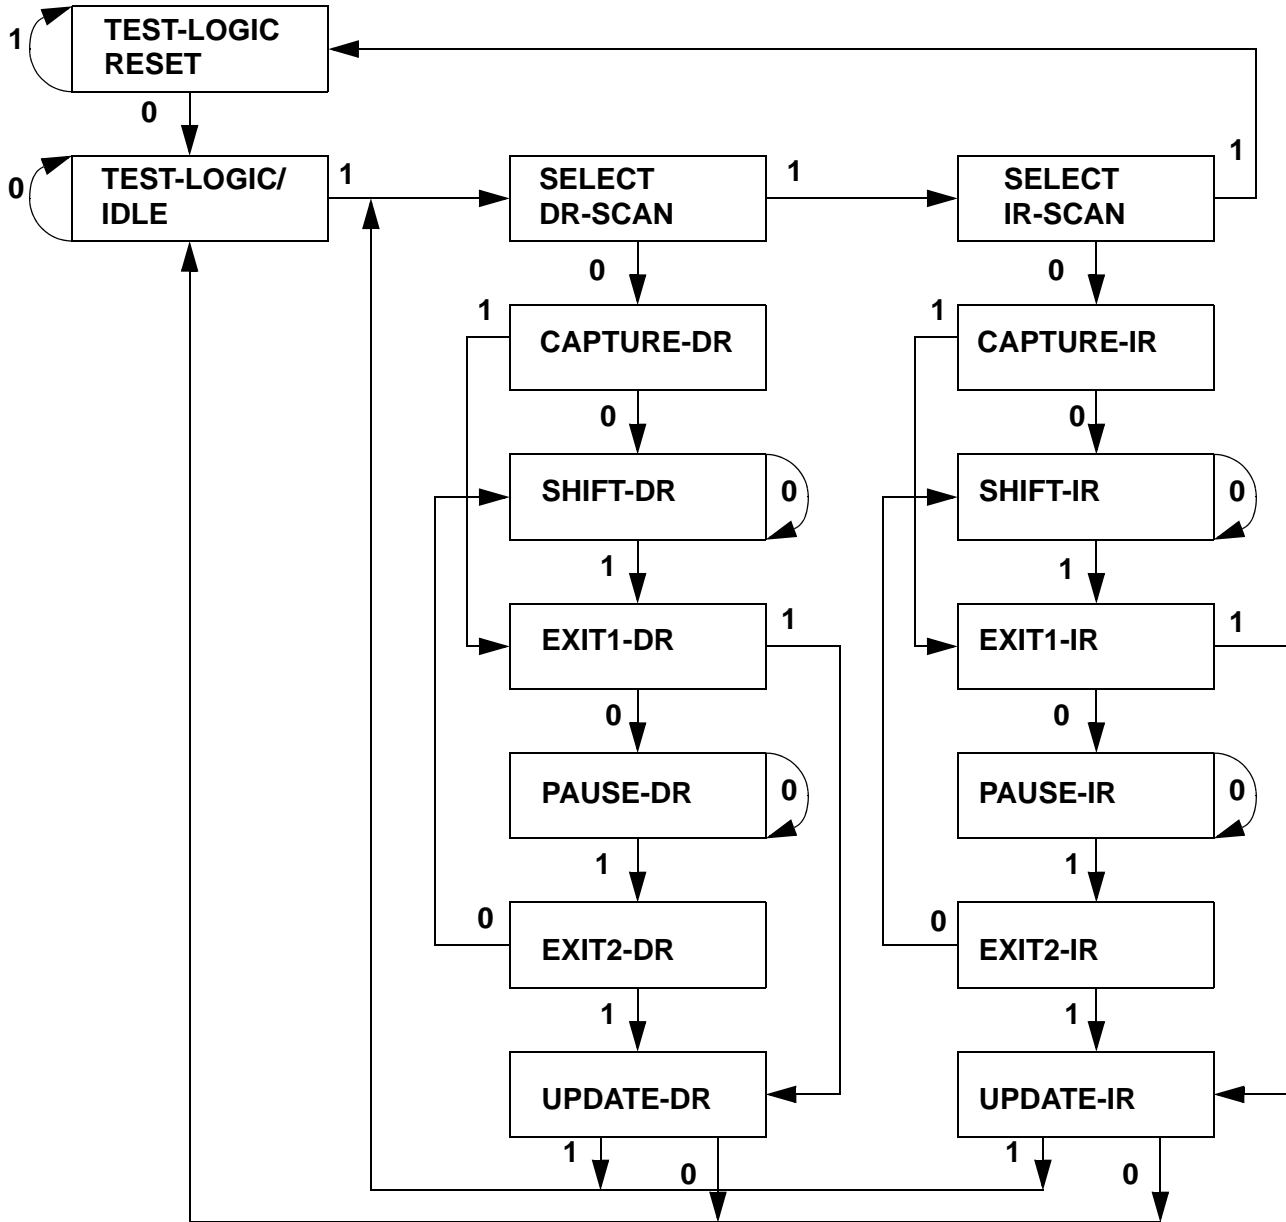 1
TEST-LOGIC
RESET
0
0
TEST-LOGIC/
IDLE
1
SELECT
DR-SCAN
1
SELECT
IR-SCAN
1
0
0
1
CAPTURE-DR
1
CAPTURE-IR
0
0
SHIFT-DR
0
SHIFT-IR
0
1
1
EXIT1-DR
1
EXIT1-IR
1
0
0
PAUSE-DR
0
PAUSE-IR
0
1
1
0
EXIT2-DR
0
EXIT2-IR
1
1
UPDATE-DR
UPDATE-IR
1
0
1
0